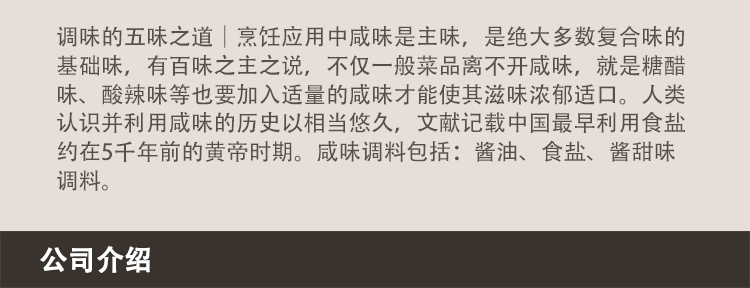 调味的五味之道｜烹饪应用中咸味是主味，是绝大多数复合味的
基础味，有百味之主之说，不仅一般菜品离不开咸味，就是糖醋
味、酸辣味等也要加入适量的咸味才能使其滋味浓郁适口。人类
认识并利用咸味的历史以相当悠久，文献记载中国最早利用食盐
约在5千年前的黄帝时期。咸味调料包括：酱油、食盐、酱甜味
调料。
公司介绍